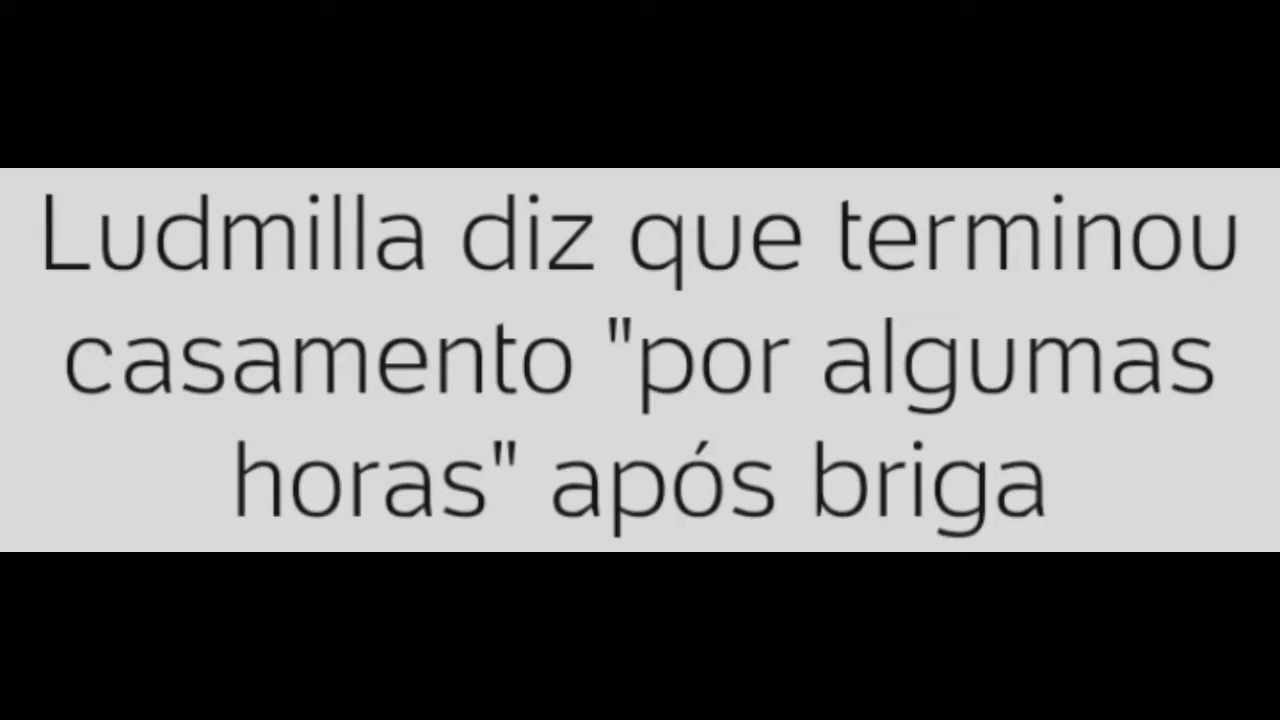 Ludmilla diz que terminou
casamento "por algumas
horas" após briga